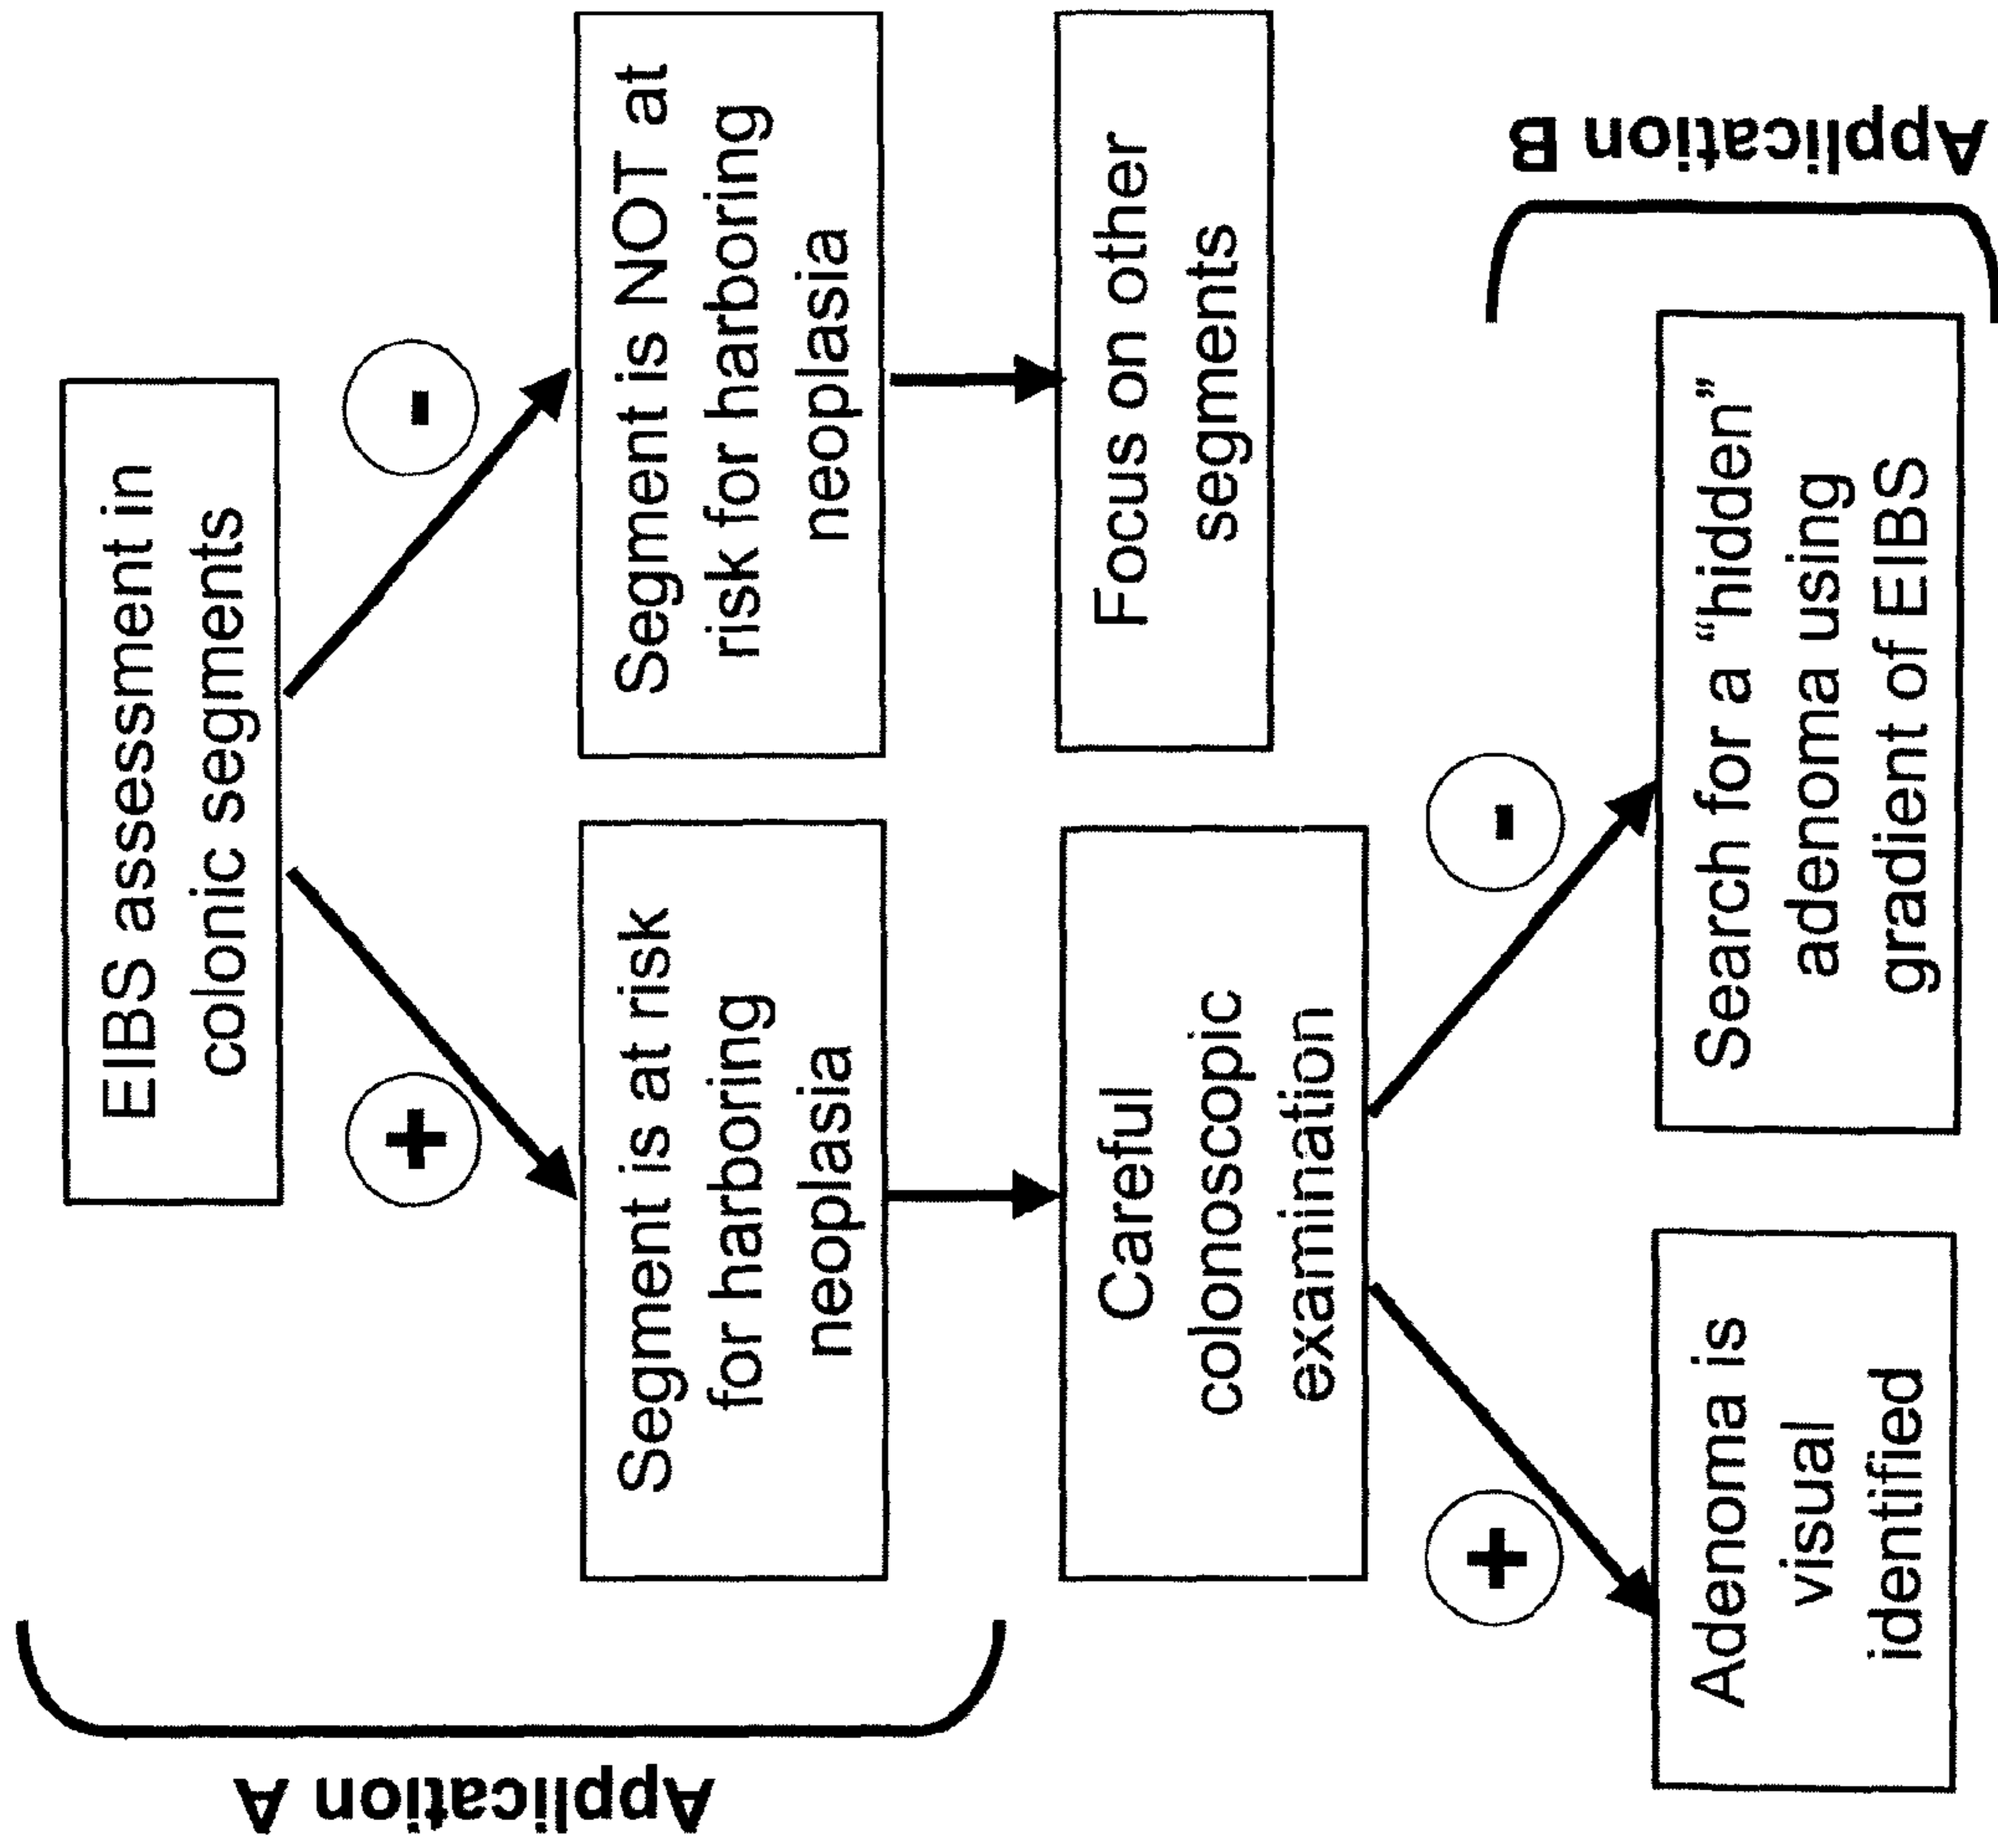 EIBS assessment in
colonic segments
+
-
Segment is at risk
for harboring
neoplasia
Segment is NOT at
risk for harboring
neoplasia
Application A
Careful
colonoscopic
examination
Focus on other
segments
+
-
Adenoma is
visual
identified
Search for a “hidden”
adenoma using
gradient of EIBS
Application B